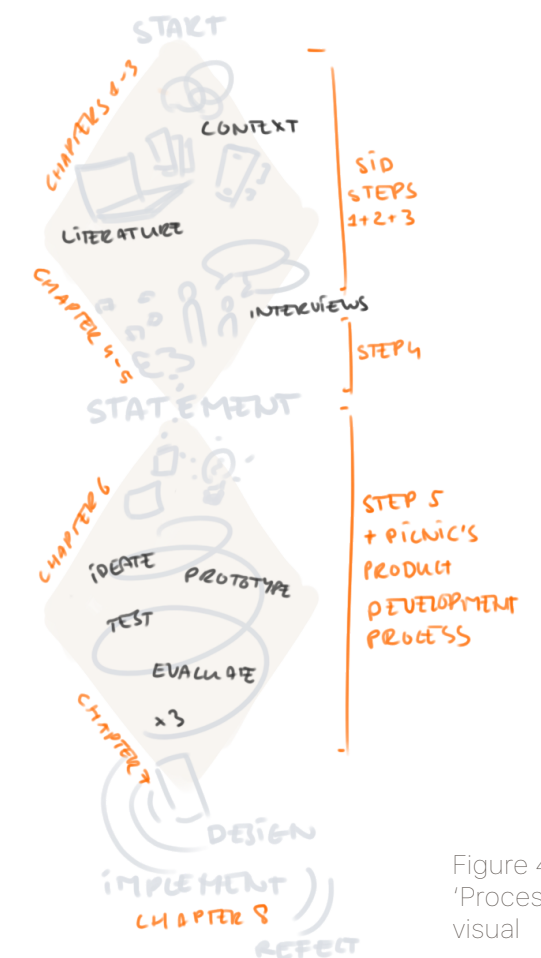 START
CHAPTERS 1-3
CONTEXT
SiD
STEPS
1+2+3
LiTERATURE
CHAPTER 4-5
iNTERViEWS
STEP 4
STATEMENT
CHAPTER 6
STEP 5
+ PiCNiC'S
PRODUCT
DEVELOPMENT
PROCESS
iDEATE
PROTOTYPE
TEST
EVALUATE
x3
CHAPTER 7
DESiGN
iMPLEMENT
CHAPTER 8
REFECT
Figure 4
'Proces
visual